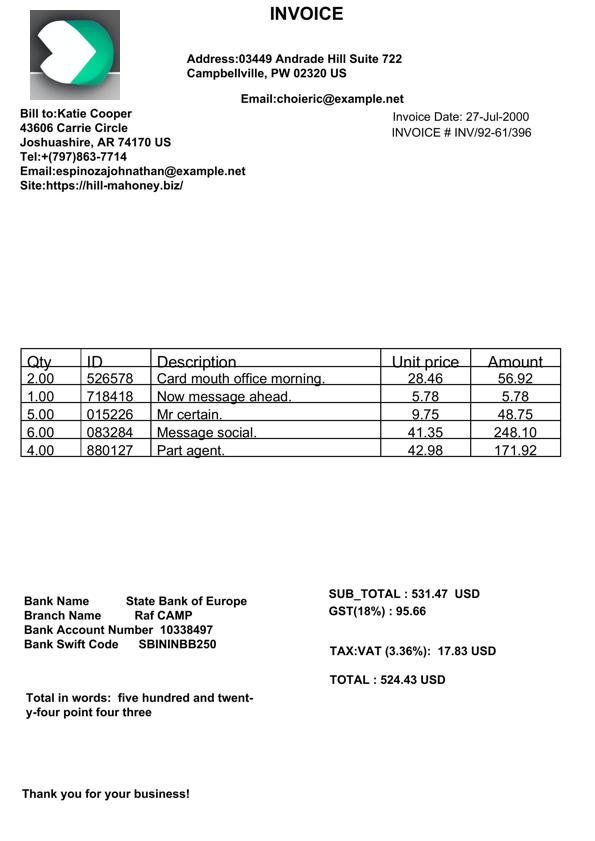 INVOICE
Address:03449 Andrade Hill Suite 722
Campbellville, PW 02320 US
Email:choieric@example.net
Bill to:Katie Cooper
43606 Carrie Circle
Joshuashire, AR 74170 US
Tel:+(797)863-7714
Email:espinozajohnathan@example.net
Site:https://hill-mahoney.biz/
Invoice Date: 27-Jul-2000
INVOICE # INV/92-61/396
Qty ID Description Unit price Amount
2.00 526578 Card mouth office morning. 28.46 56.92
1.00 718418 Now message ahead. 5.78 5.78
5.00 015226 Mr certain. 9.75 48.75
6.00 083284 Message social. 41.35 248.10
4.00 880127 Part agent. 42.98 171.92
Bank Name State Bank of Europe
Branch Name Raf CAMP
Bank Account Number 10338497
Bank Swift Code SBININBB250
SUB_TOTAL : 531.47 USD
GST(18%) : 95.66
TAX:VAT (3.36%): 17.83 USD
TOTAL : 524.43 USD
Total in words: five hundred and twent-
y-four point four three
Thank you for your business!